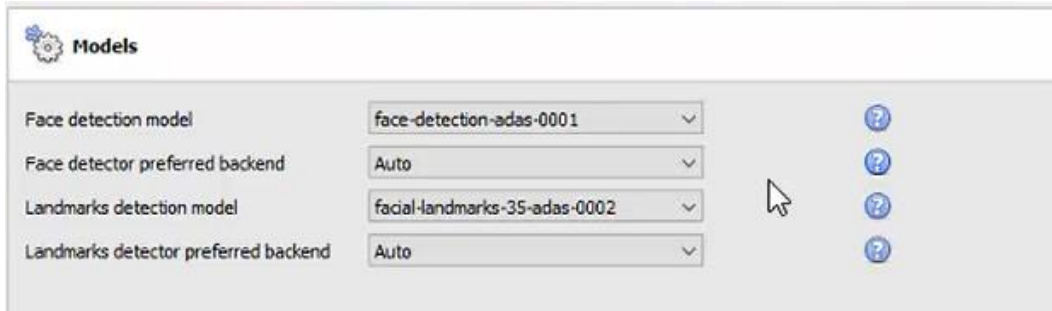 Models
Face detection model face-detection-adas-0001
Face detector preferred backend Auto
Landmarks detection model facial-landmarks-35-adas-0002
Landmarks detector preferred backend Auto